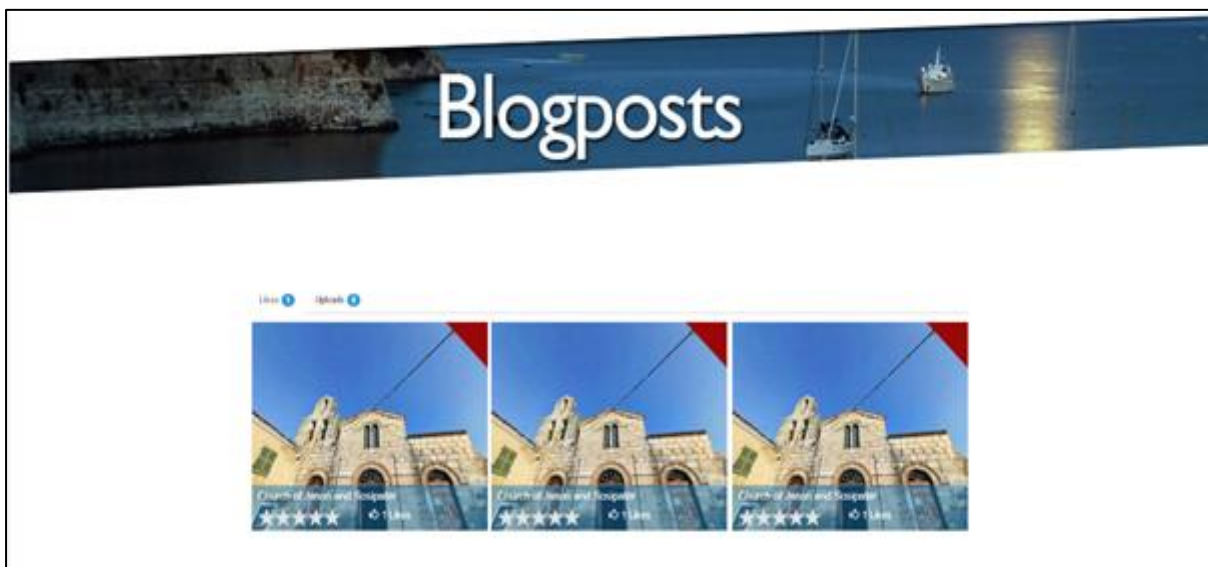 Blogposts
Likes
Uploads
Church of Jason and Sosipater
1 Likes
Church of Jason and Sosipater
1 Likes
Church of Jason and Sosipater
1 Likes